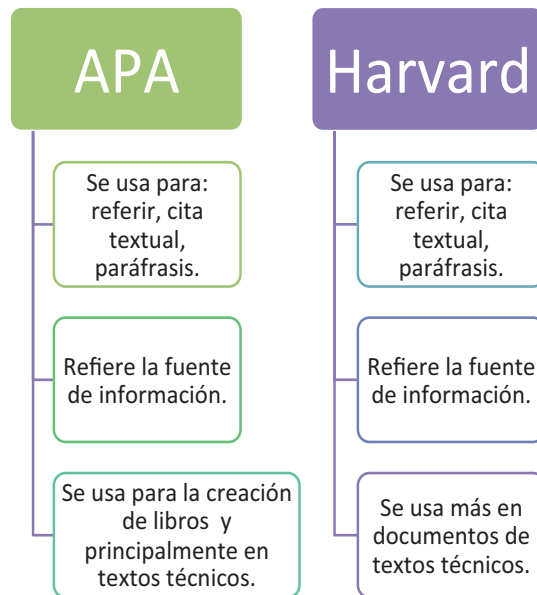 APA
Se usa para:
referir, cita
textual,
paráfrasis.
Refiere la fuente
de información.
Se usa para la creación
de libros y
principalmente en
textos técnicos.
Harvard
Se usa para:
referir, cita
textual,
paráfrasis.
Refiere la fuente
de información.
Se usa más en
documentos de
textos técnicos.